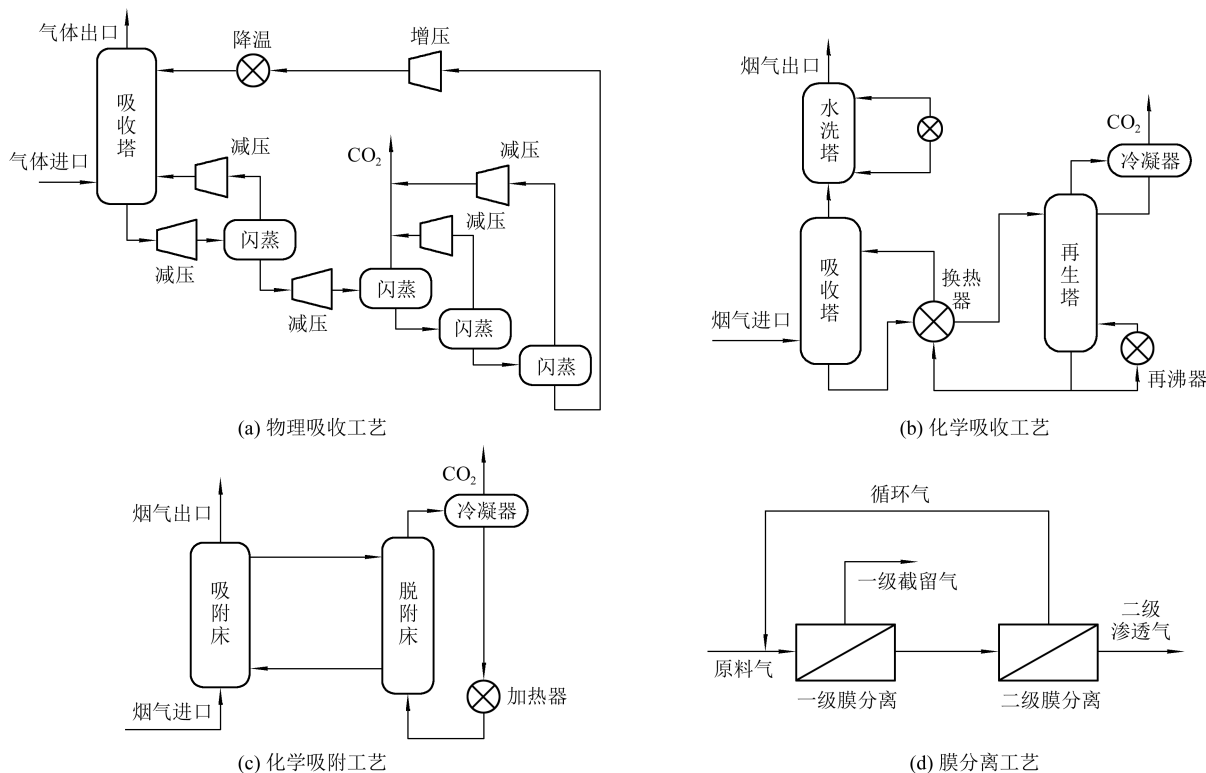 气体出口
降温
增压
吸收塔
气体进口
减压
CO₂
减压
减压
闪蒸
减压
闪蒸
减压
闪蒸
闪蒸
(a) 物理吸收工艺
烟气出口
水洗塔
CO₂
冷凝器
吸收塔
换热
器
再生塔
烟气进口
再沸器
(b) 化学吸收工艺
CO₂
冷凝器
烟气出口
吸附床
脱附床
加热器
烟气进口
(c) 化学吸附工艺
循环气
一级截留气
二级
渗透气
原料气
一级膜分离
二级膜分离
(d) 膜分离工艺